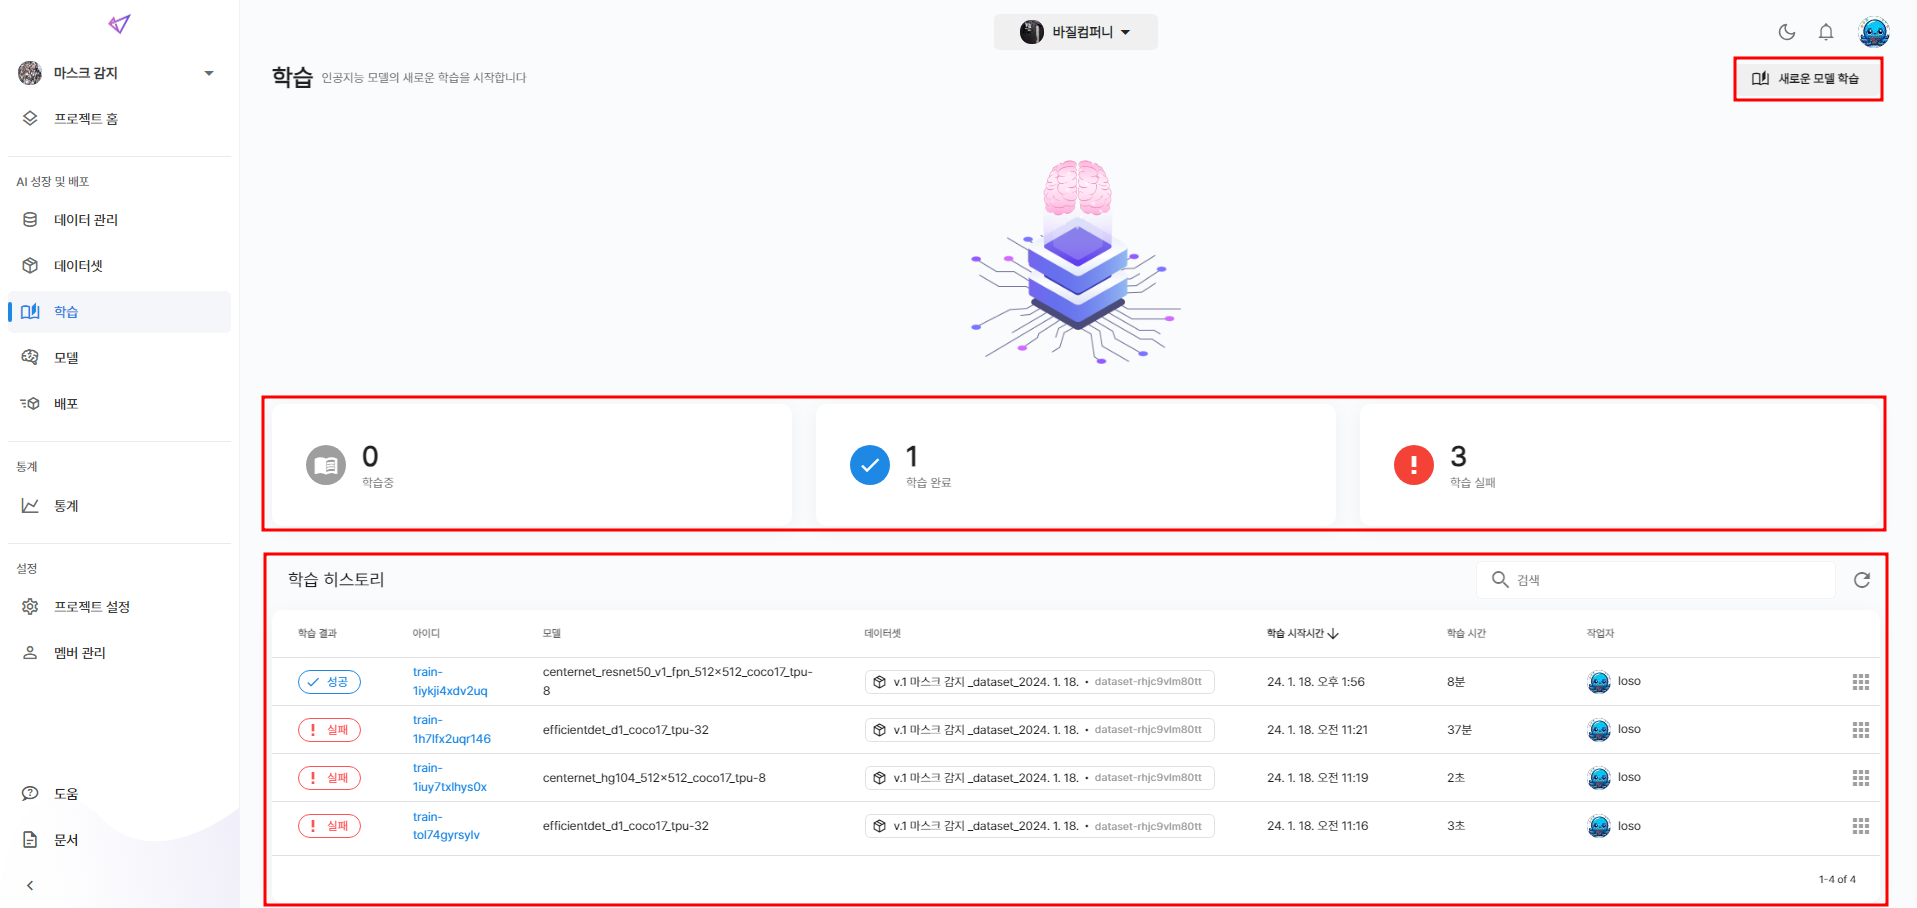 바질컴퍼니
마스크 감지
프로젝트 홈
AI 성장 및 배포
데이터 관리
데이터셋
학습
모델
배포
통계
통계
설정
프로젝트 설정
멤버 관리
도움
문서
학습 인공지능 모델의 새로운 학습을 시작합니다
새로운 모델 학습
0
학습중
1
학습 완료
3
학습 실패
학습 히스토리
검색
학습 결과 아이디 모델 데이터셋 학습 시작시간 학습 시간 작업자
성공 train-1iykji4xdv2uq centernet_resnet50_v1_fpn_512×512_coco17_tpu-8 v.1 마스크 감지 _dataset_2024. 1. 18. • dataset-rhjc9vlm80tt 24. 1. 18. 오후 1:56 8분 loso
실패 train-1h7lfx2uqr146 efficientdet_d1_coco17_tpu-32 v.1 마스크 감지 _dataset_2024. 1. 18. • dataset-rhjc9vlm80tt 24. 1. 18. 오전 11:21 37분 loso
실패 train-1iuy7txlhys0x centernet_hg104_512×512_coco17_tpu-8 v.1 마스크 감지 _dataset_2024. 1. 18. • dataset-rhjc9vlm80tt 24. 1. 18. 오전 11:19 2초 loso
실패 train-tol74gyrsylv efficientdet_d1_coco17_tpu-32 v.1 마스크 감지 _dataset_2024. 1. 18. • dataset-rhjc9vlm80tt 24. 1. 18. 오전 11:16 3초 loso
1-4 of 4